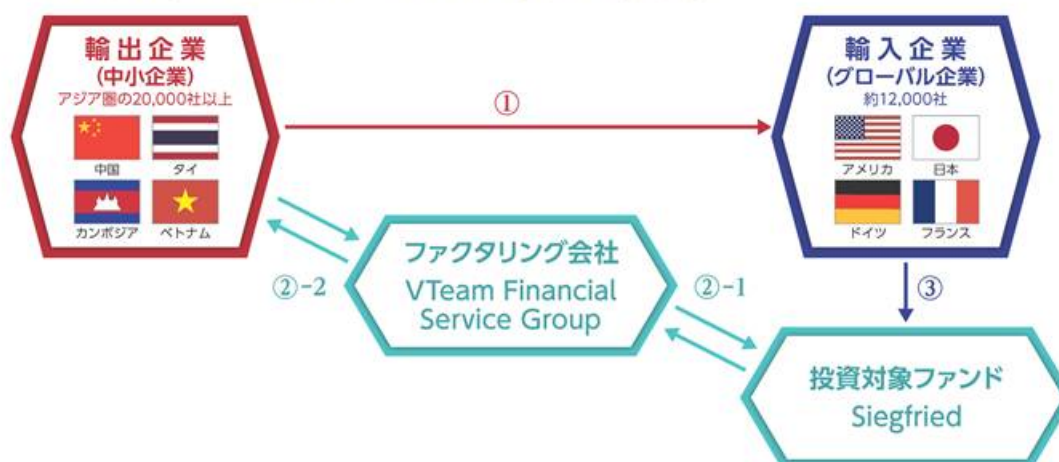 輸出企業
(中小企業)
アジア圏の20,000社以上
中国
タイ
カンボジア
ベトナム
①
輸入企業
(グローバル企業)
約12,000社
アメリカ
日本
ドイツ
フランス
②-2
ファクタリング会社
VTeam Financial
Service Group
②-1
③
投資対象ファンド
Siegfried